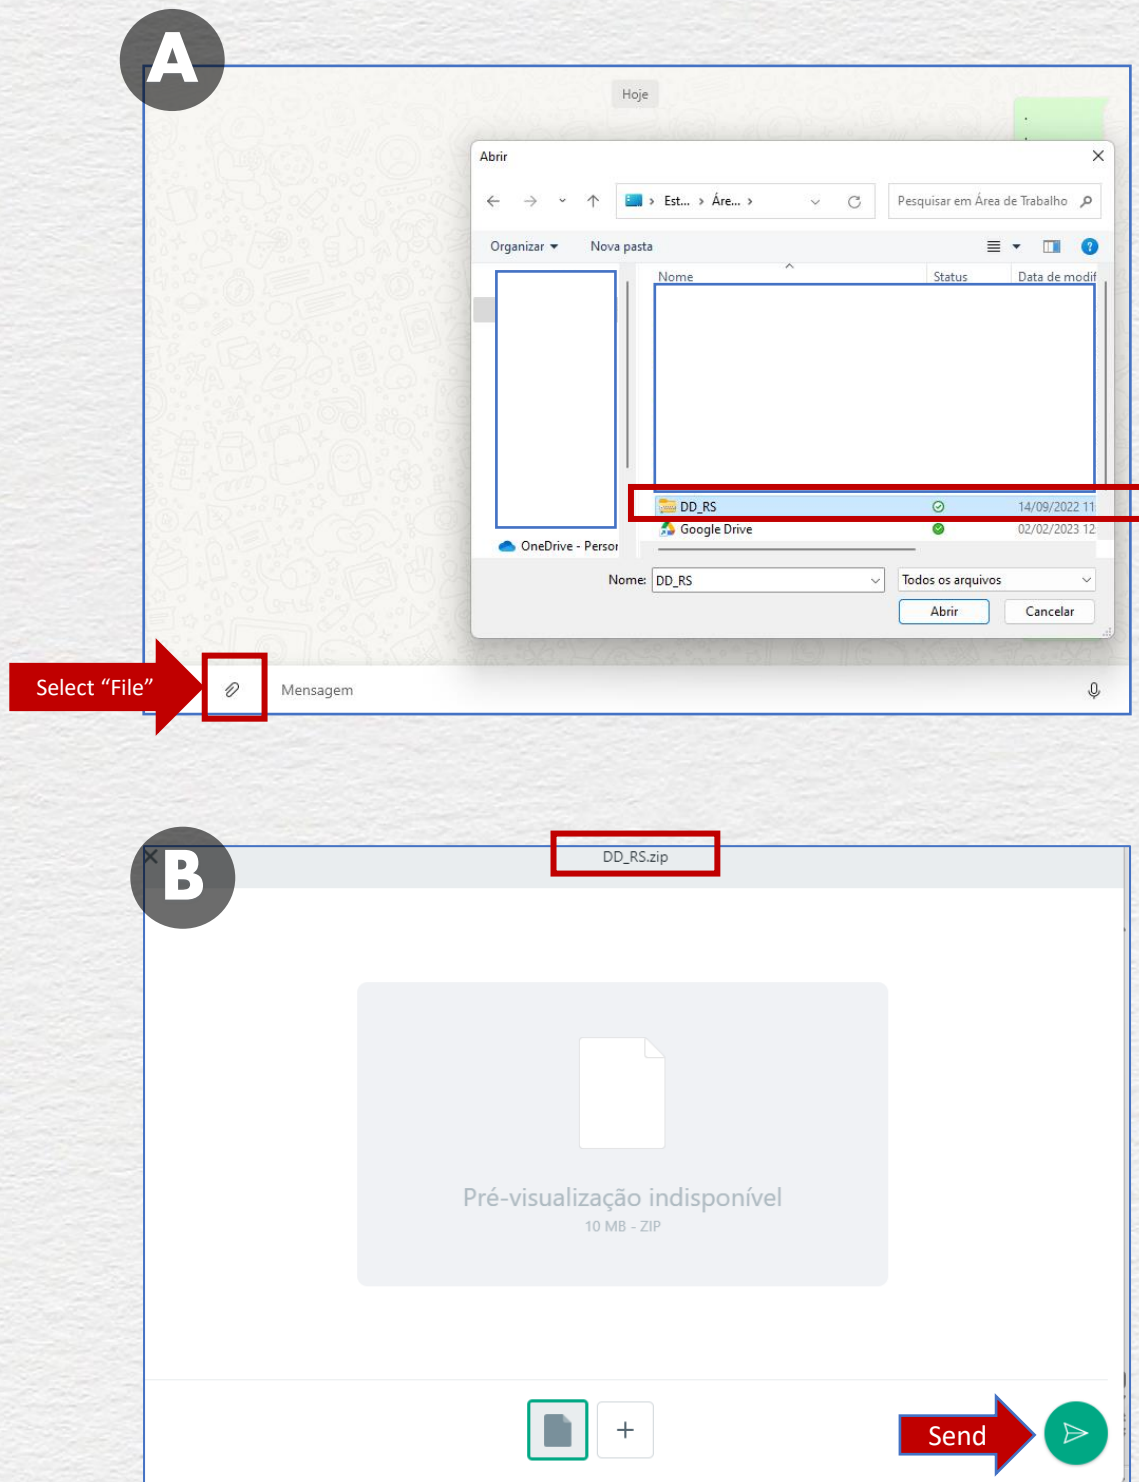 A
Hoje
Abrir
Est... › Áre... ›
Pesquisar em Área de Trabalho
Organizar
Nova pasta
Nome
Status
Data de modif
DD_RS
14/09/2022 11
Google Drive
02/02/2023 12
OneDrive - Person
Nome:
DD_RS
Todos os arquivos
Abrir
Cancelar
Select “File”
Mensagem
B
DD_RS.zip
Pré-visualização indisponível
10 MB - ZIP
Send